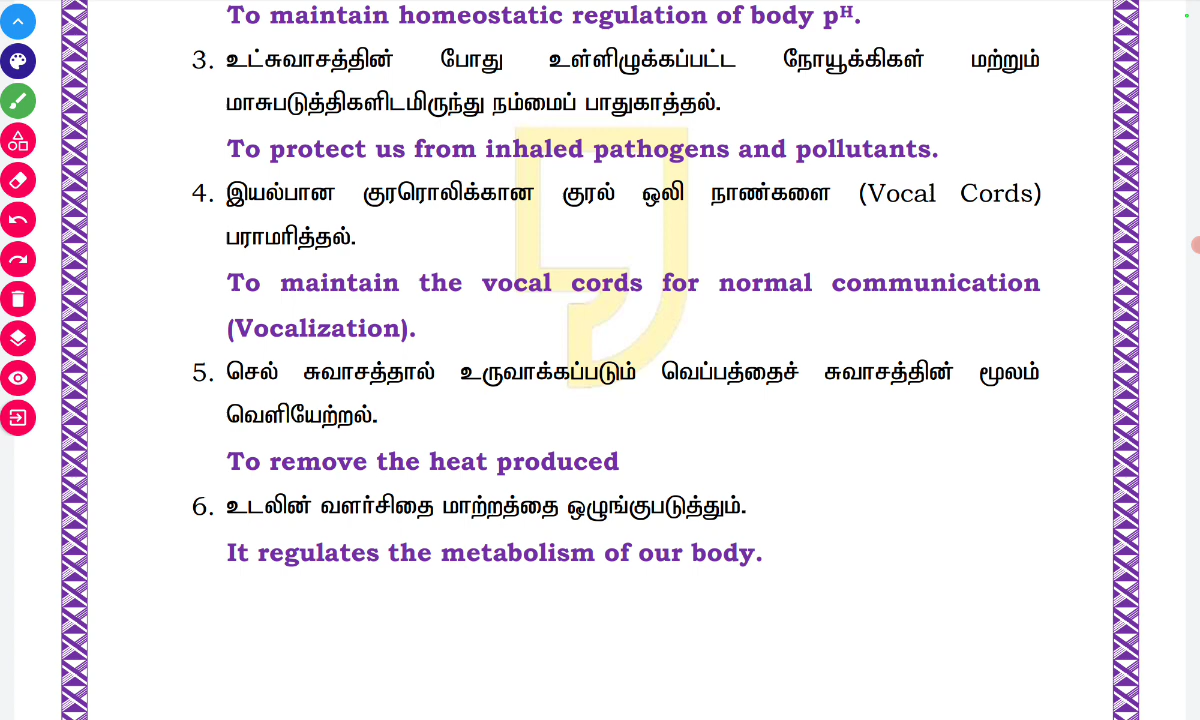 To maintain homeostatic regulation of body pᴴ.
3. உட்சுவாசத்தின் போது உள்ளிழுக்கப்பட்ட நோயூக்கிகள் மற்றும்
மாசுபடுத்திகளிடமிருந்து நம்மைப் பாதுகாத்தல்.
To protect us from inhaled pathogens and pollutants.
4. இயல்பான குரரொலிக்கான குரல் ஒலி நாண்களை (Vocal Cords)
பராமரித்தல்.
To maintain the vocal cords for normal communication
(Vocalization).
5. செல் சுவாசத்தால் உருவாக்கப்படும் வெப்பத்தைச் சுவாசத்தின் மூலம்
வெளியேற்றல்.
To remove the heat produced
6. உடலின் வளர்சிதை மாற்றத்தை ஒழுங்குபடுத்தும்.
It regulates the metabolism of our body.